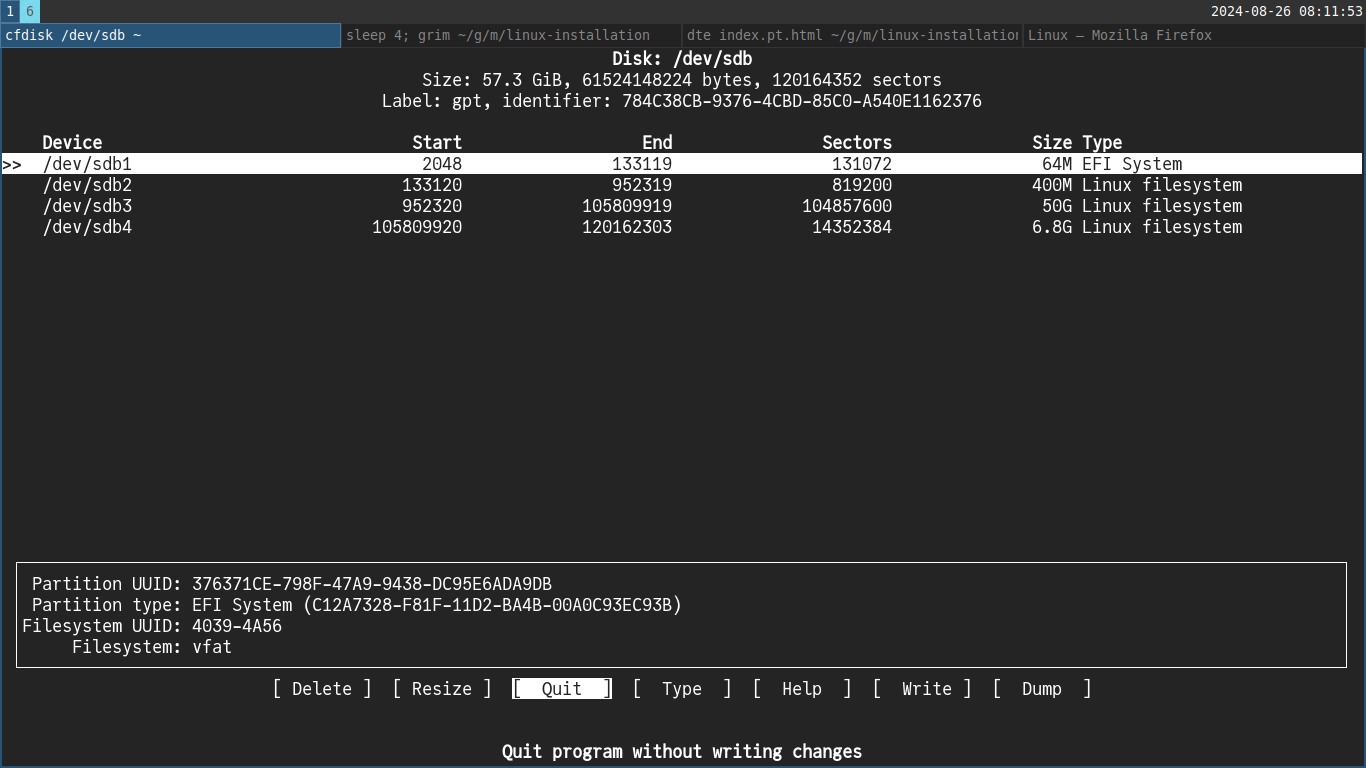 1 6 2024-08-26 08:11:53
cfdisk /dev/sdb ~ sleep 4; grim ~/g/m/linux-installation dte index.pt.html ~/g/m/linux-installation Linux — Mozilla Firefox
Disk: /dev/sdb
Size: 57.3 GiB, 61524148224 bytes, 120164352 sectors
Label: gpt, identifier: 784C38CB-9376-4CBD-85C0-A540E1162376
Device Start End Sectors Size Type
>> /dev/sdb1 2048 133119 131072 64M EFI System
/dev/sdb2 133120 952319 819200 400M Linux filesystem
/dev/sdb3 952320 105809919 104857600 50G Linux filesystem
/dev/sdb4 105809920 120162303 14352384 6.8G Linux filesystem
Partition UUID: 376371CE-798F-47A9-9438-DC95E6ADA9DB
Partition type: EFI System (C12A7328-F81F-11D2-BA4B-00A0C93EC93B)
Filesystem UUID: 4039-4A56
Filesystem: vfat
[ Delete ] [ Resize ] [ Quit ] [ Type ] [ Help ] [ Write ] [ Dump ]
Quit program without writing changes